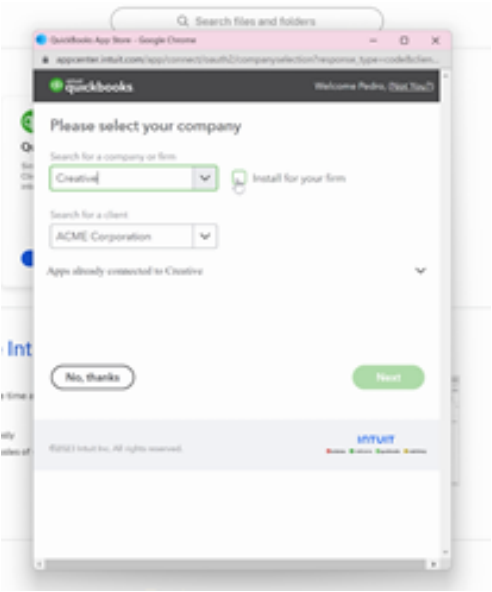 Search files and folders
QuickBooks App Store - Google Chrome
appcenter.intuit.com/app/connect/oauth2/companyselection?response_type=code&clien...
quickbooks
Welcome Pedro, (Not You?)
Please select your company
Search for a company or firm
Creative
Install for your firm
Search for a client
ACME Corporation
Apps already connected to Creative
No, thanks
Next
©2023 Intuit Inc. All rights reserved.
INTUIT
Int